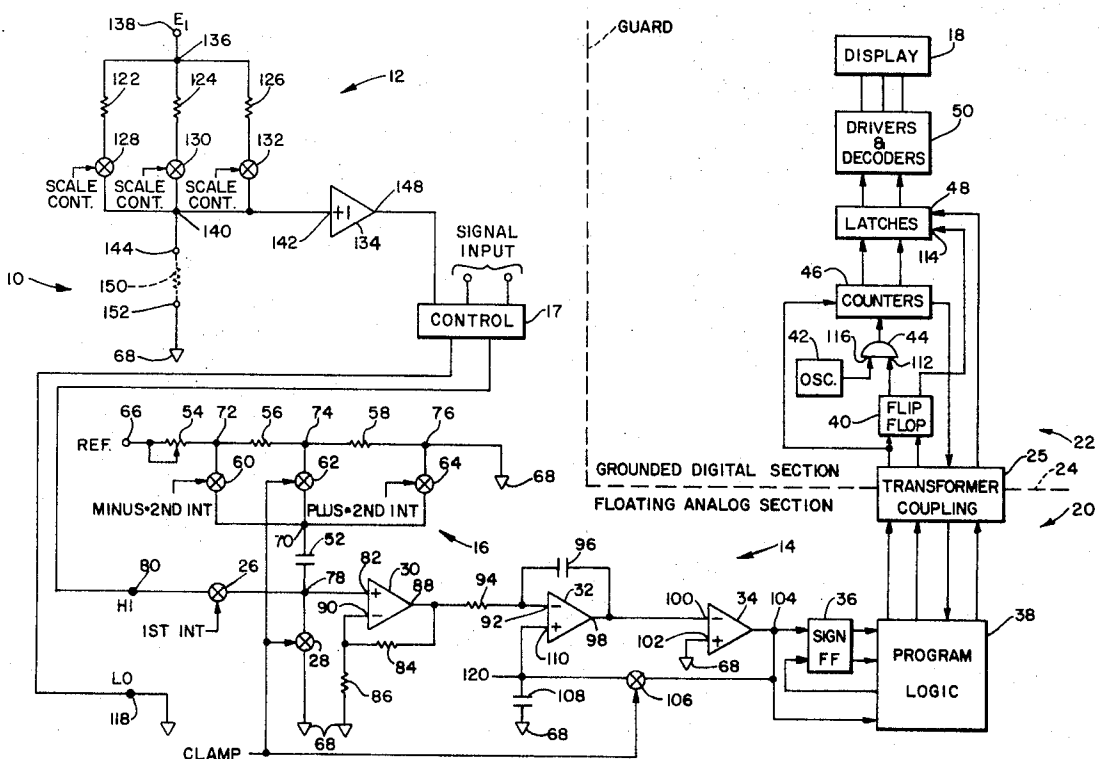 E1
138
136
GUARD
DISPLAY
18
12
122
124
126
DRIVERS
&
DECODERS
50
128
130
132
SCALE
CONT.
SCALE
CONT.
SCALE
CONT.
148
+1
140
142
134
LATCHES
48
114
144
SIGNAL
INPUT
10
150
46
COUNTERS
152
CONTROL
17
44
42
116
112
68
OSC.
66
54
72
56
74
58
76
FLIP
FLOP
40
REF.
60
62
64
22
GROUNDED DIGITAL SECTION
25
24
MINUS•2ND INT
PLUS•2ND INT
68
FLOATING ANALOG SECTION
TRANSFORMER
COUPLING
20
70
52
16
14
96
80
26
78
82
30
88
94
32
34
104
36
38
HI
+
90
−
92
−
+
98
100
−
102
+
SIGN
FF
PROGRAM
LOGIC
1ST INT
28
84
110
68
LO
86
120
106
118
108
68
68
CLAMP